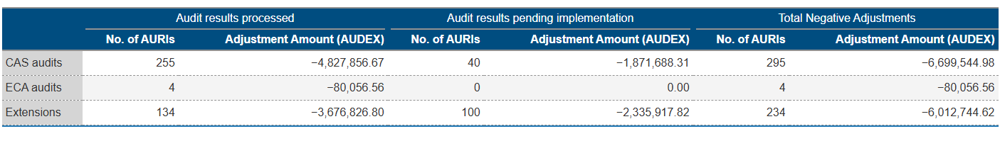 Audit results processed Audit results pending implementation Total Negative Adjustments
No. of AURIs Adjustment Amount (AUDEX) No. of AURIs Adjustment Amount (AUDEX) No. of AURIs Adjustment Amount (AUDEX)
CAS audits 255 −4,827,856.67 40 −1,871,688.31 295 −6,699,544.98
ECA audits 4 −80,056.56 0 0.00 4 −80,056.56
Extensions 134 −3,676,826.80 100 −2,335,917.82 234 −6,012,744.62